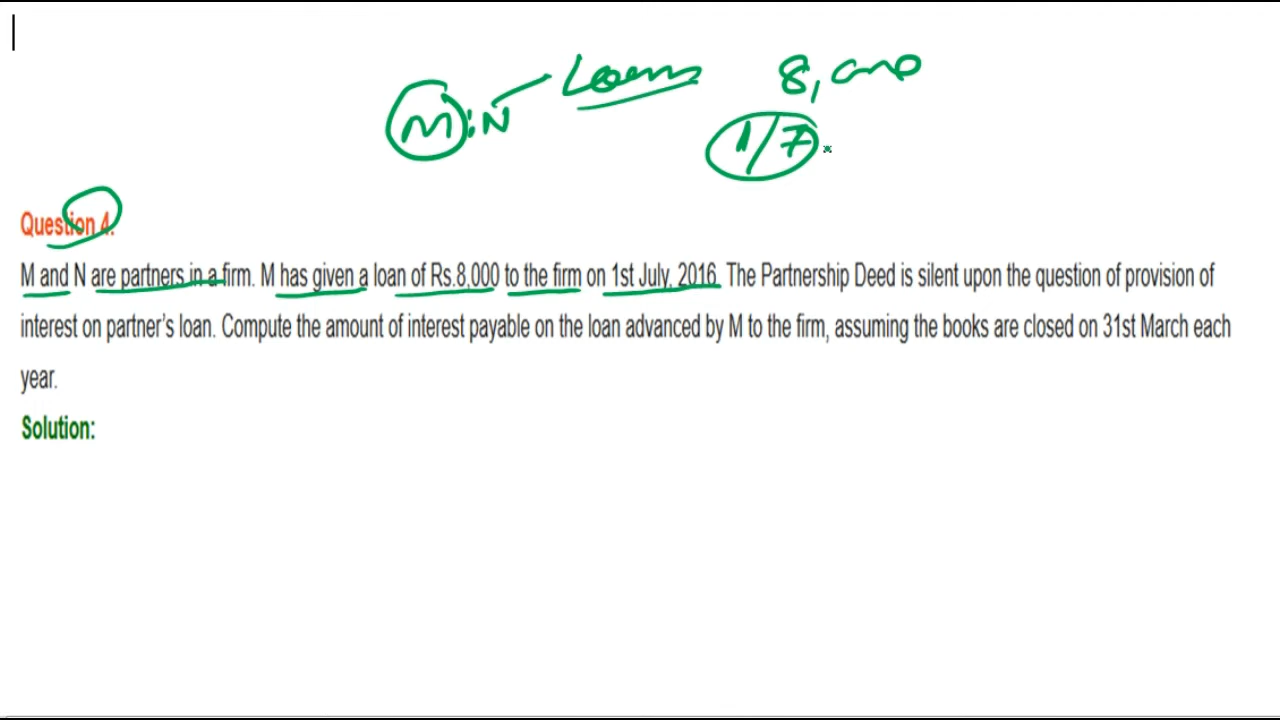 M : N Loans 8,000
1/7
Question 4.
M and N are partners in a firm. M has given a loan of Rs.8,000 to the firm on 1st July, 2016. The Partnership Deed is silent upon the question of provision of
interest on partner's loan. Compute the amount of interest payable on the loan advanced by M to the firm, assuming the books are closed on 31st March each
year.
Solution: